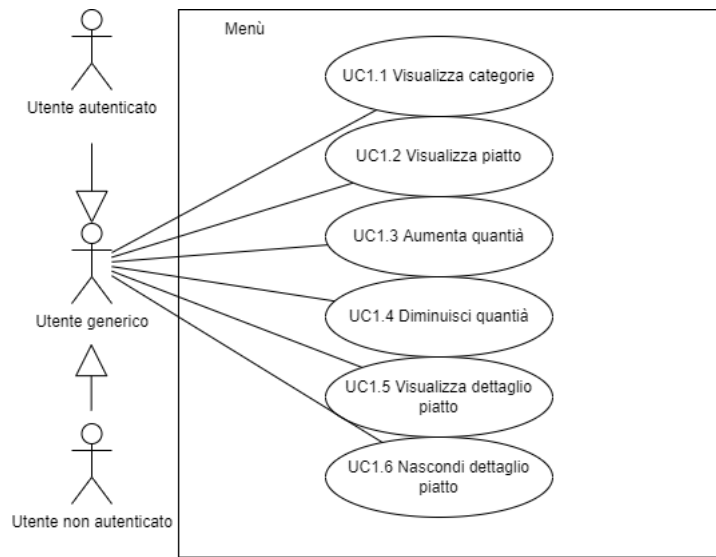 Menù
Utente autenticato
UC1.1 Visualizza categorie
UC1.2 Visualizza piatto
UC1.3 Aumenta quantià
Utente generico
UC1.4 Diminuisci quantià
UC1.5 Visualizza dettaglio
piatto
UC1.6 Nascondi dettaglio
piatto
Utente non autenticato